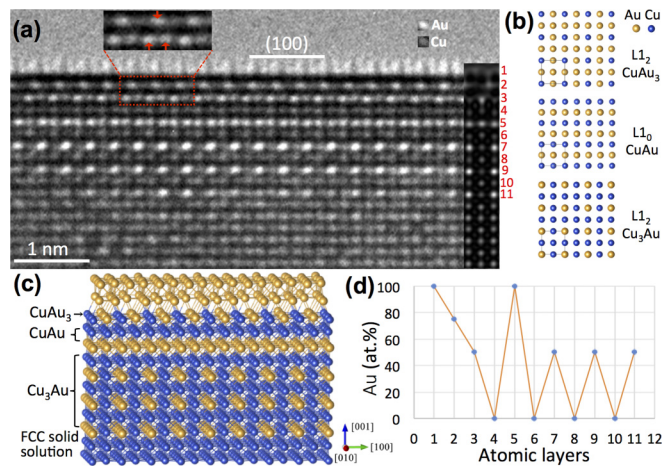 (a)
(100)
Au
Cu
1
2
3
4
5
6
7
8
9
10
11
1 nm
(b)
Au Cu
L1₂
CuAu₃
L1₀
CuAu
L1₂
Cu₃Au
(c)
CuAu₃
CuAu
Cu₃Au
FCC solid
solution
[001]
[100]
[010]
(d)
Au (at.%)
100
80
60
40
20
0
0 1 2 3 4 5 6 7 8 9 10 11 12
Atomic layers